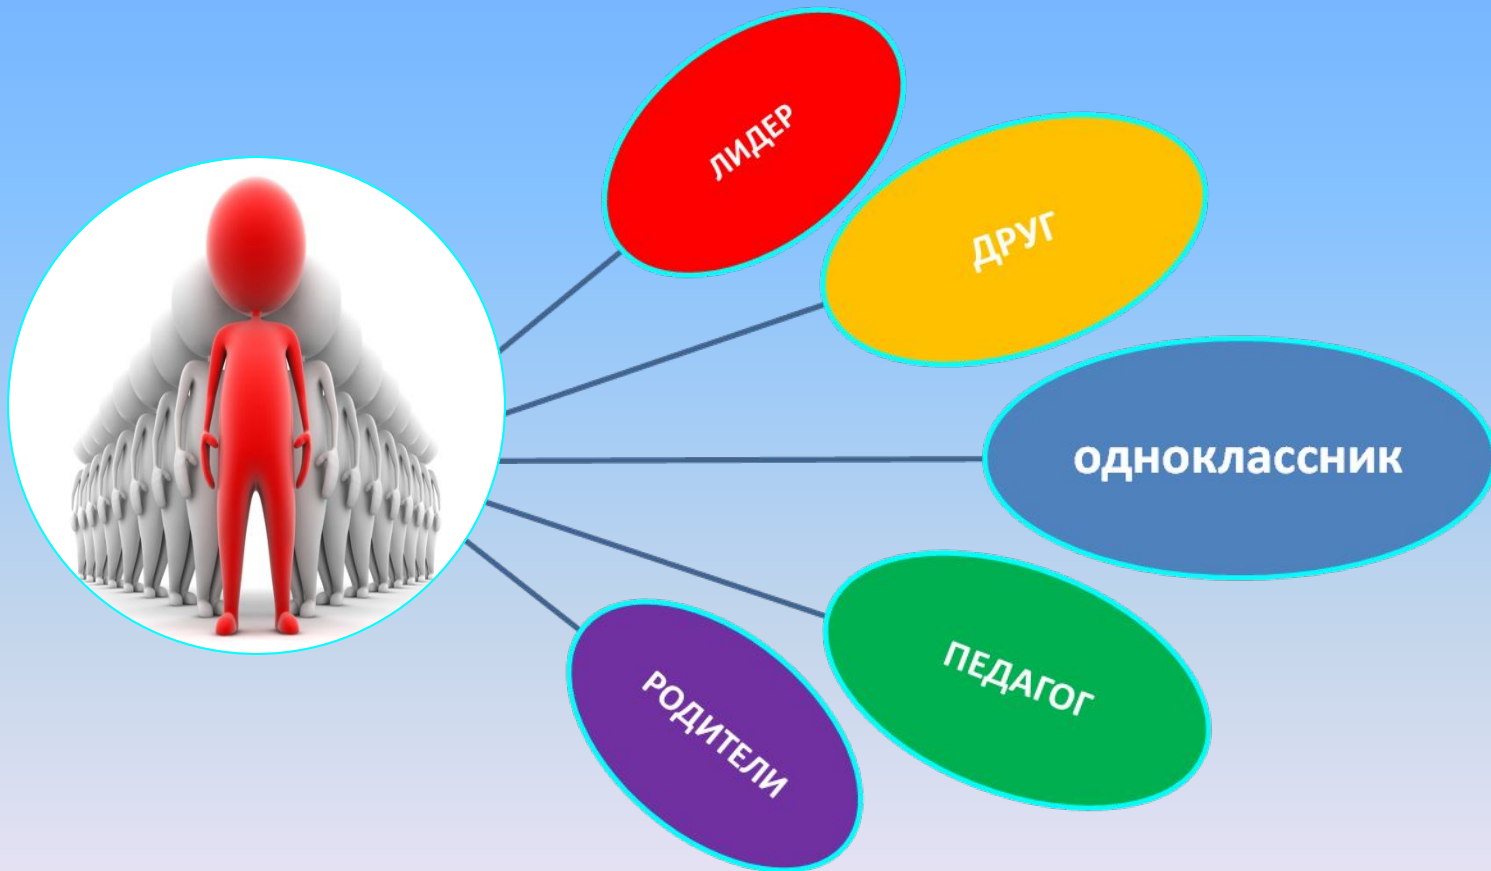 ЛИДЕР
ДРУГ
одноклассник
ПЕДАГОГ
РОДИТЕЛИ